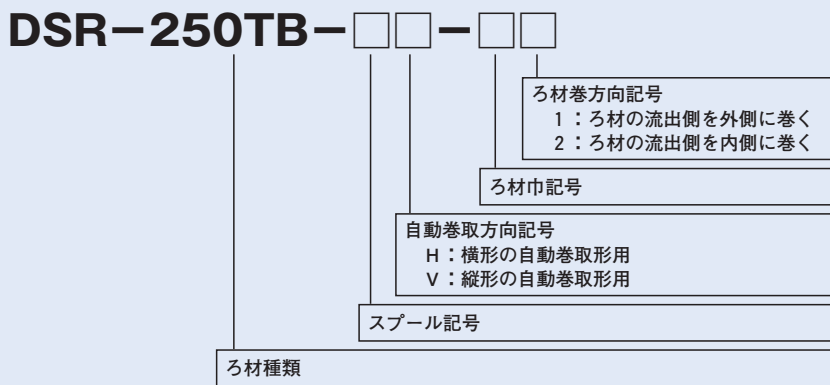 DSR−250TB−□□−□□
ろ材巻方向記号
1：ろ材の流出側を外側に巻く
2：ろ材の流出側を内側に巻く
ろ材巾記号
自動巻取方向記号
H：横形の自動巻取形用
V：縦形の自動巻取形用
スプール記号
ろ材種類